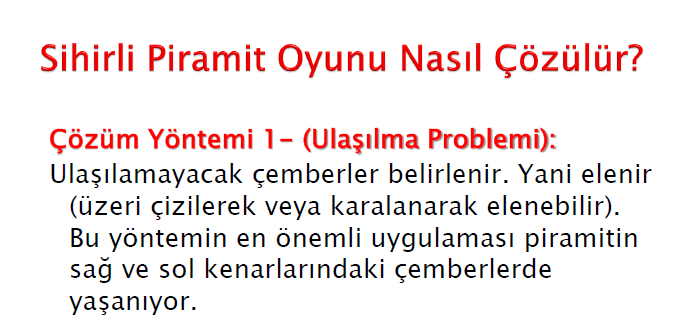 Sihirli Piramit Oyunu Nasıl Çözülür?
Çözüm Yöntemi 1- (Ulaşılma Problemi):
Ulaşılamayacak çemberler belirlenir. Yani elenir
(üzeri çizilerek veya karalanarak elenebilir).
Bu yöntemin en önemli uygulaması piramitin
sağ ve sol kenarlarındaki çemberlerde
yaşanıyor.